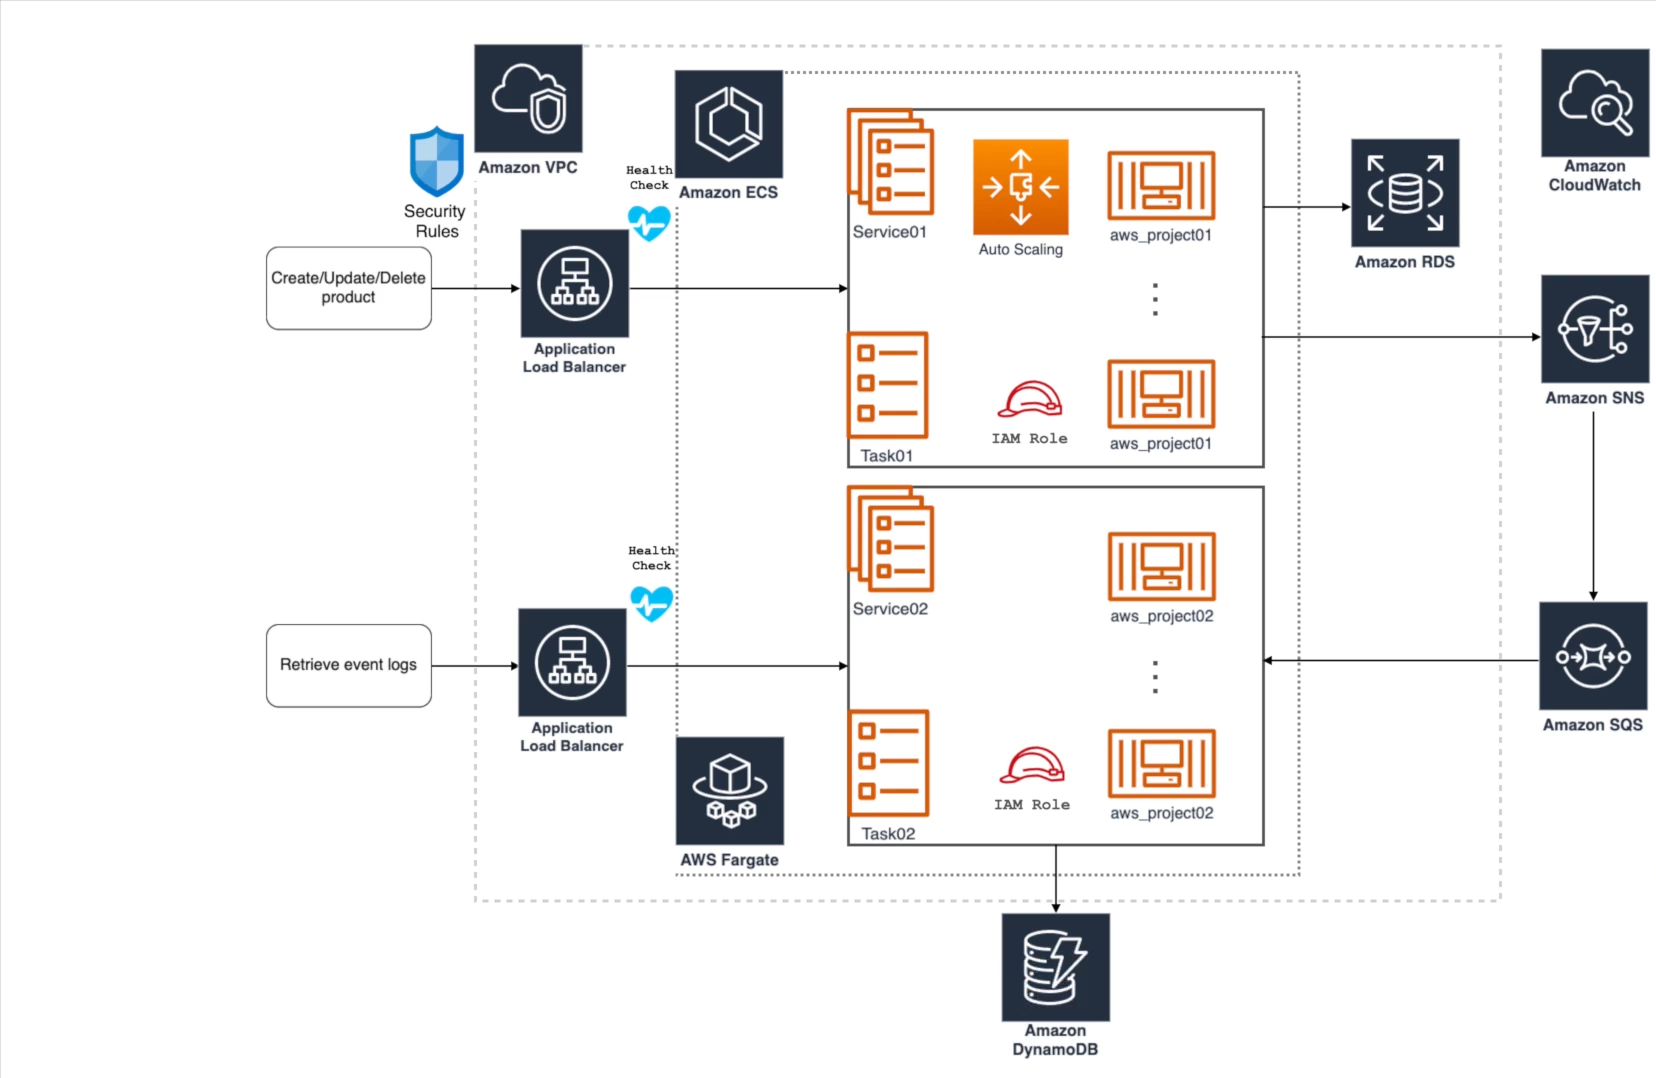 Amazon VPC
Security
Rules
Health
Check
Amazon ECS
Service01
Auto Scaling
aws_project01
Amazon RDS
Amazon
CloudWatch
Create/Update/Delete
product
Application
Load Balancer
Task01
IAM Role
aws_project01
Amazon SNS
Health
Check
Service02
aws_project02
Retrieve event logs
Application
Load Balancer
Amazon SQS
AWS Fargate
Task02
IAM Role
aws_project02
Amazon
DynamoDB